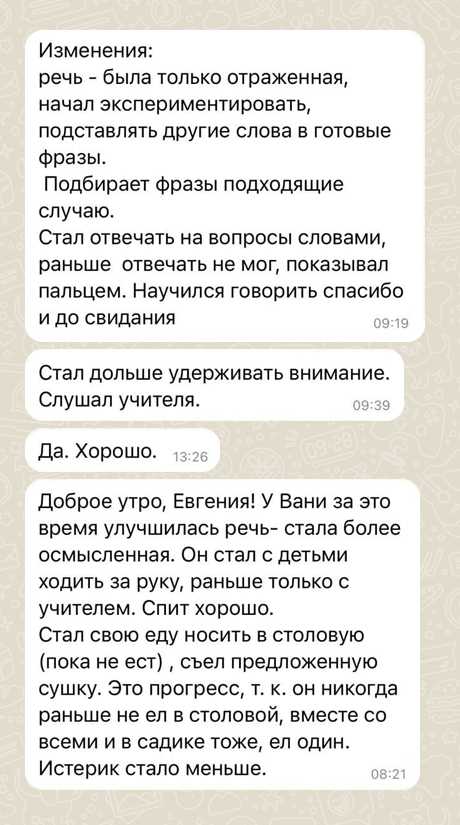 Изменения:
речь - была только отраженная,
начал экспериментировать,
подставлять другие слова в готовые
фразы.
Подбирает фразы подходящие
случаю.
Стал отвечать на вопросы словами,
раньше  отвечать не мог, показывал
пальцем. Научился говорить спасибо
и до свидания
09:19
Стал дольше удерживать внимание.
Слушал учителя.
09:39
Да. Хорошо.
13:26
Доброе утро, Евгения! У Вани за это
время улучшилась речь- стала более
осмысленная. Он стал с детьми
ходить за руку, раньше только с
учителем. Спит хорошо.
Стал свою еду носить в столовую
(пока не ест) , съел предложенную
сушку. Это прогресс, т. к. он никогда
раньше не ел в столовой, вместе со
всеми и в садике тоже, ел один.
Истерик стало меньше.
08:21